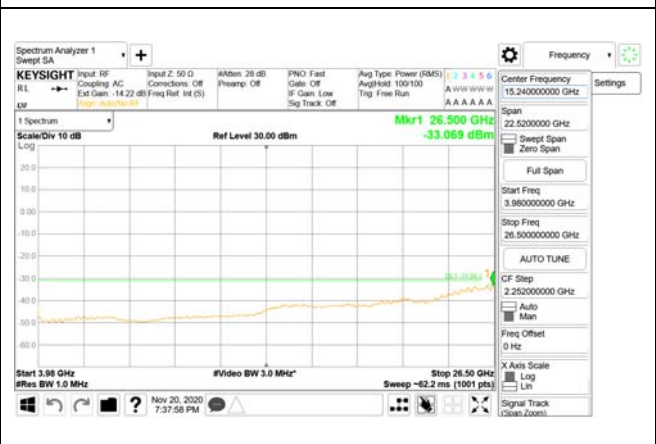 Spectrum Analyzer 1
Swept SA
Frequency
KEYSIGHT
RL
Input: RF
Coupling: AC
Ext Gain: -14.22 dB
Align: Auto/No RF
Input Z: 50 Ω
Corrections: Off
Freq Ref: Int (S)
#Atten: 28 dB
Preamp: Off
PNO: Fast
Gate: Off
IF Gain: Low
Sig Track: Off
Avg Type: Power (RMS)
Avg|Hold: 100/100
Trig: Free Run
1 2 3 4 5 6
A W W W W W
A A A A A A
Center Frequency
15.240000000 GHz
Settings
Span
22.5200000 GHz
Swept Span
Zero Span
Full Span
Start Freq
3.980000000 GHz
Stop Freq
26.500000000 GHz
AUTO TUNE
CF Step
2.252000000 GHz
Auto
Man
Freq Offset
0 Hz
X Axis Scale
Log
Lin
Signal Track
(Span Zoom)
1 Spectrum
Mkr1 26.500 GHz
-33.069 dBm
Scale/Div 10 dB
Ref Level 30.00 dBm
Log
20.0
10.0
0.00
-10.0
-20.0
-30.0
1
-40.0
-50.0
-60.0
Start 3.98 GHz
#Video BW 3.0 MHz*
Stop 26.50 GHz
#Res BW 1.0 MHz
Sweep ~62.2 ms (1001 pts)
?
Nov 20, 2020
7:37:58 PM